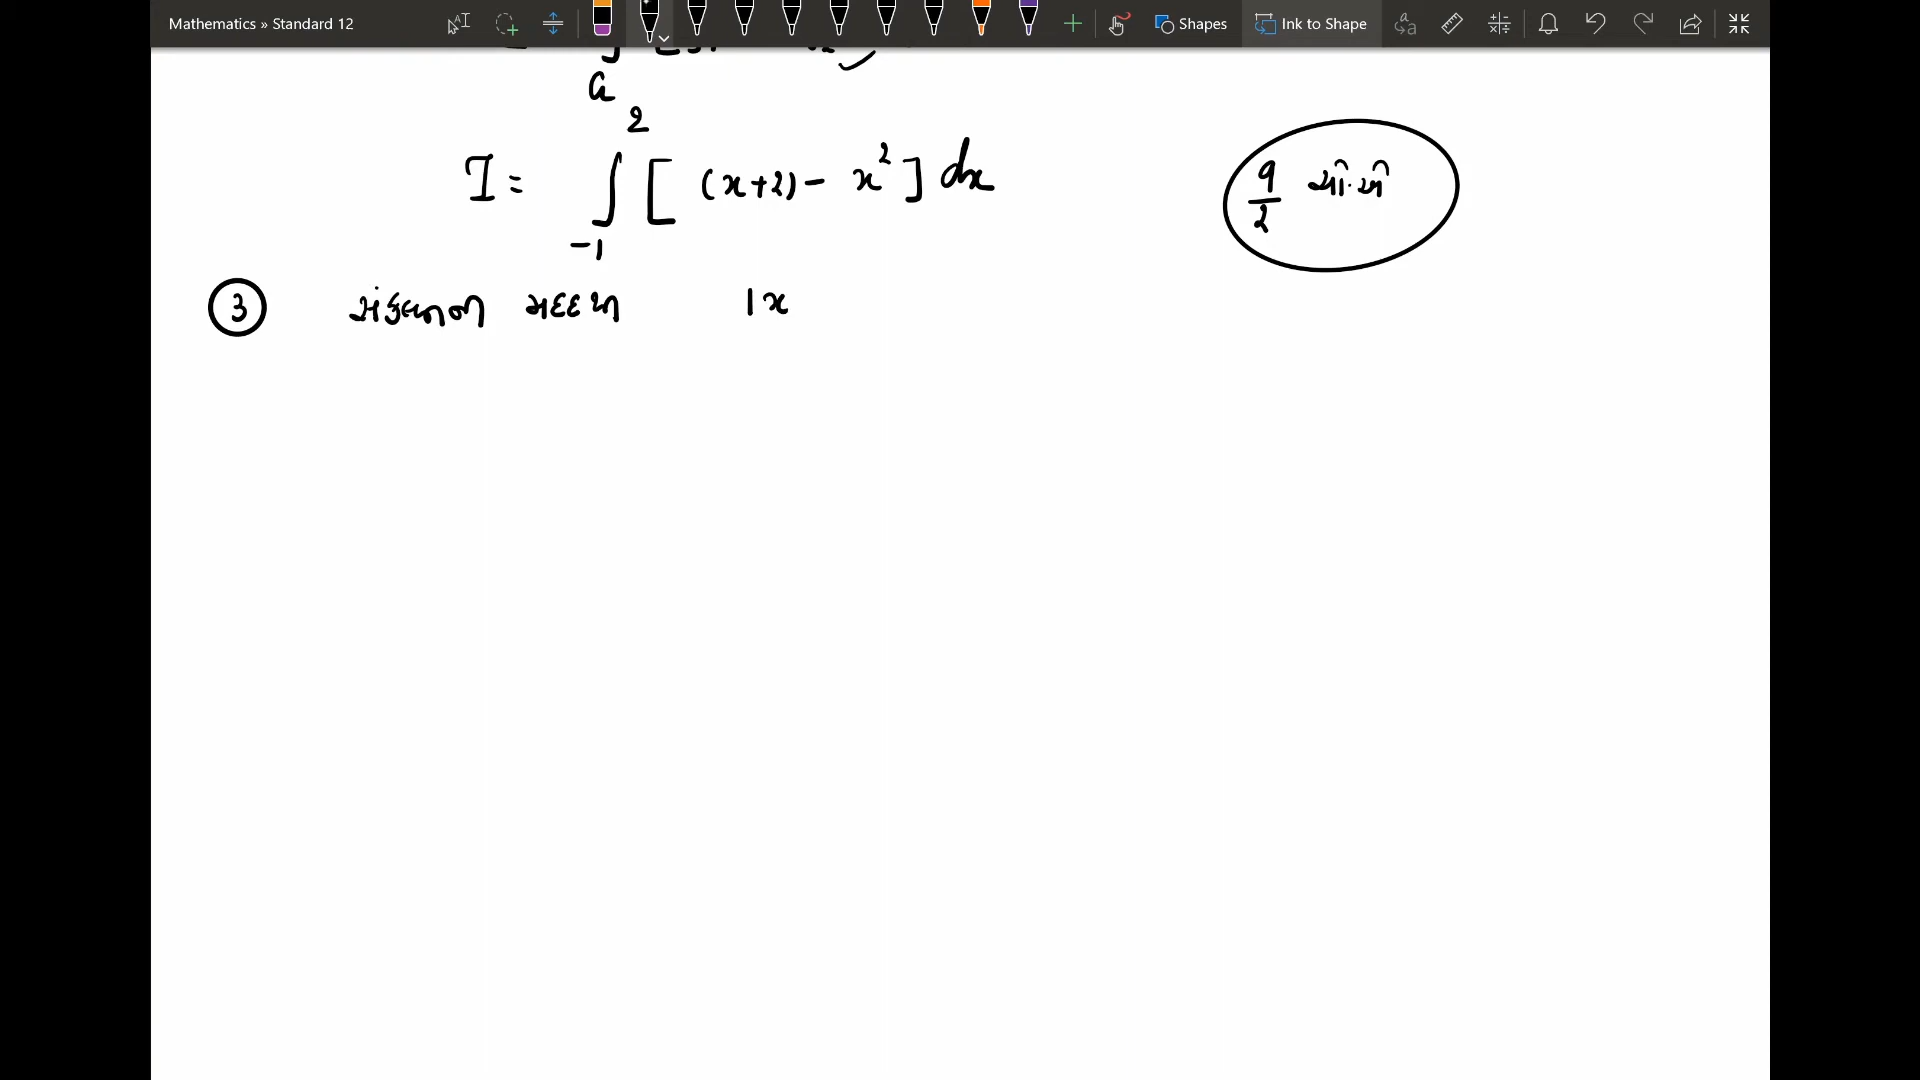 Mathematics » Standard 12
Shapes
Ink to Shape
a
2
I = ∫ [ (x+2) - x² ] dx
-1
9/2 ચો.એ
3 સંકલનની મદદથી |x